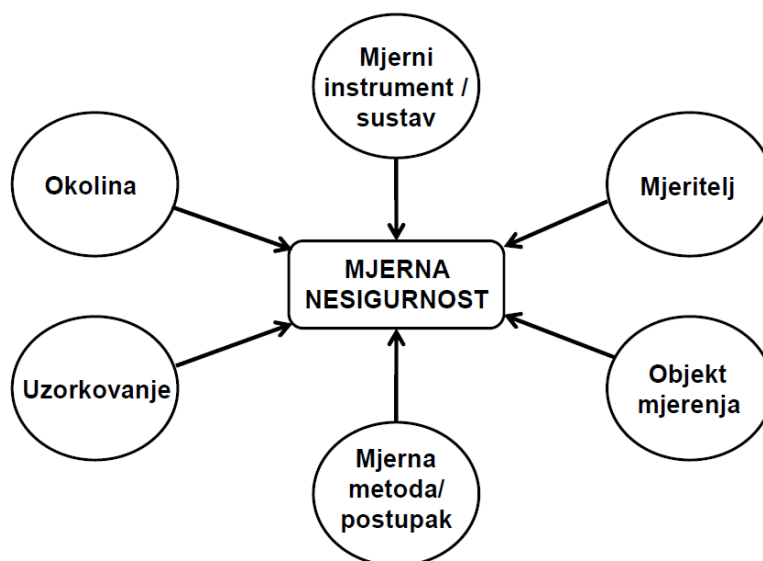 Mjerni
instrument /
sustav
Okolina
Mjeritelj
MJERNA
NESIGURNOST
Uzorkovanje
Objekt
mjerenja
Mjerna
metoda/
postupak